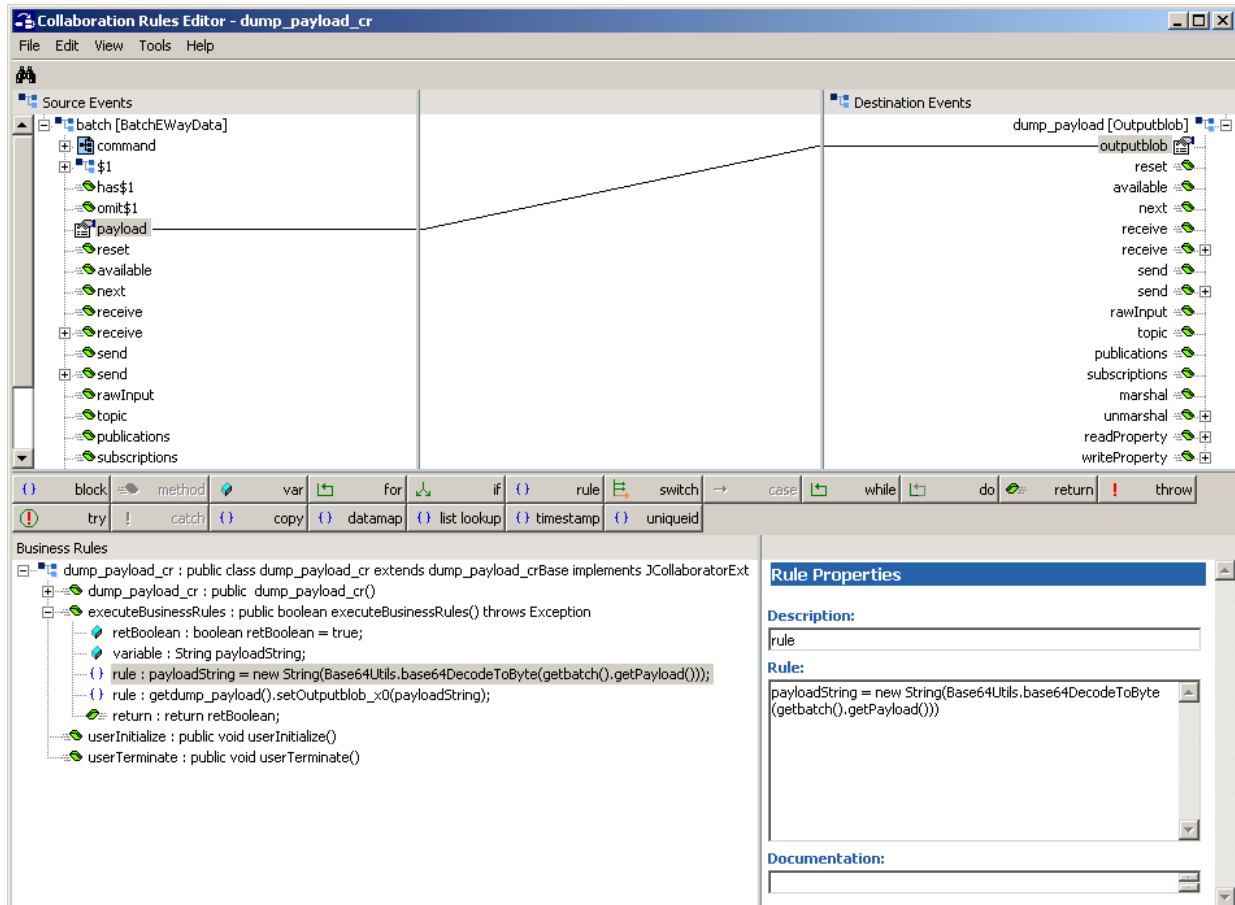 Collaboration Rules Editor - dump_payload_cr
File Edit View Tools Help
Source Events
Destination Events
batch [BatchEWayData]
command
$1
has$1
omit$1
payload
reset
available
next
receive
receive
send
send
rawInput
topic
publications
subscriptions
dump_payload [Outputblob]
outputblob
reset
available
next
receive
receive
send
send
rawInput
topic
publications
subscriptions
marshal
unmarshal
readProperty
writeProperty
{} block method var for if {} rule switch case while do return throw
try catch {} copy {} datamap {} list lookup {} timestamp {} uniqueid
Business Rules
dump_payload_cr : public class dump_payload_cr extends dump_payload_crBase implements JCollaboratorExt
dump_payload_cr : public dump_payload_cr()
executeBusinessRules : public boolean executeBusinessRules() throws Exception
retBoolean : boolean retBoolean = true;
variable : String payloadString;
{} rule : payloadString = new String(Base64Utils.base64DecodeToByte(getbatch().getPayload()));
{} rule : getdump_payload().setOutputblob_x0(payloadString);
return : return retBoolean;
userInitialize : public void userInitialize()
userTerminate : public void userTerminate()
Rule Properties
Description:
rule
Rule:
payloadString = new String(Base64Utils.base64DecodeToByte
(getbatch().getPayload()))
Documentation: